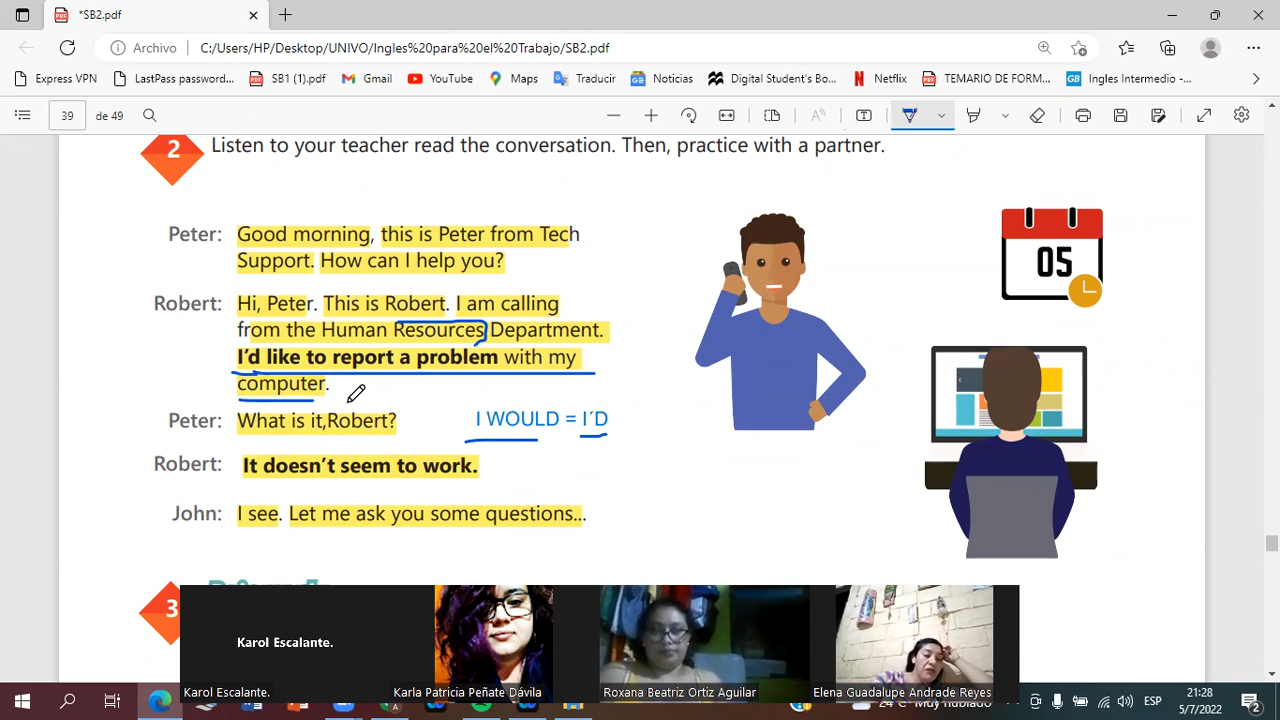 *SB2.pdf
Archivo
C:/Users/HP/Desktop/UNIVO/Ingles%20para%20el%20Trabajo/SB2.pdf
Express VPN
LastPass password...
SB1 (1).pdf
Gmail
YouTube
Maps
Traducir
Noticias
Digital Student's Bo...
Netflix
TEMARIO DE FORM...
Ingles Intermedio -...
39
de 49
2
Listen to your teacher read the conversation. Then, practice with a partner.
Peter: Good morning, this is Peter from Tech
Support. How can I help you?
Robert: Hi, Peter. This is Robert. I am calling
from the Human Resources Department.
I'd like to report a problem with my
computer.
Peter: What is it,Robert?
I WOULD = I´D
Robert: It doesn't seem to work.
John: I see. Let me ask you some questions...
05
3
Karol Escalante.
Karol Escalante.
Karla Patricia Peñate Dávila
Roxana Beatriz Ortiz Aguilar
Elena Guadalupe Andrade Reyes
24°C Muy nublado
ESP
21:28
5/7/2022
2